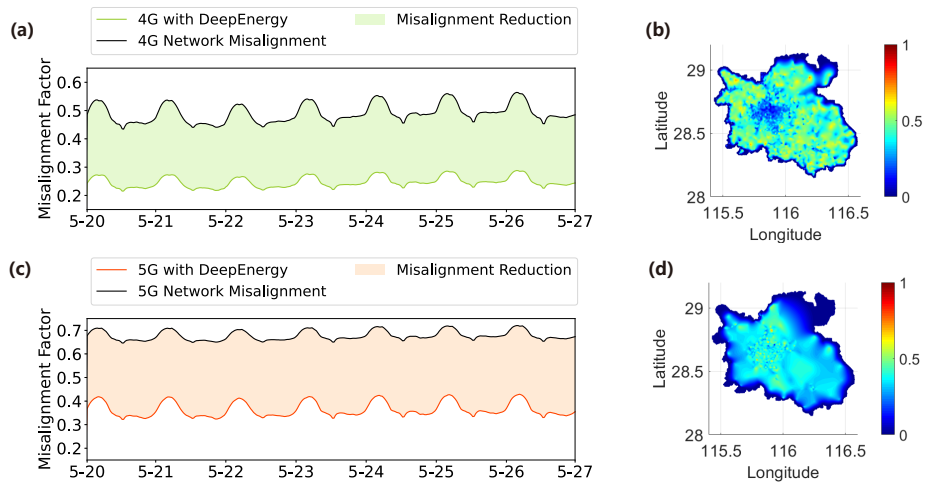 (a)
4G with DeepEnergy
Misalignment Reduction
4G Network Misalignment
Misalignment Factor
0.6
0.5
0.4
0.3
0.2
5-20 5-21 5-22 5-23 5-24 5-25 5-26 5-27
(b)
Latitude
29
28.5
28
115.5 116 116.5
Longitude
1
0.5
0
(c)
5G with DeepEnergy
Misalignment Reduction
5G Network Misalignment
Misalignment Factor
0.7
0.6
0.5
0.4
0.3
0.2
5-20 5-21 5-22 5-23 5-24 5-25 5-26 5-27
(d)
Latitude
29
28.5
28
115.5 116 116.5
Longitude
1
0.5
0